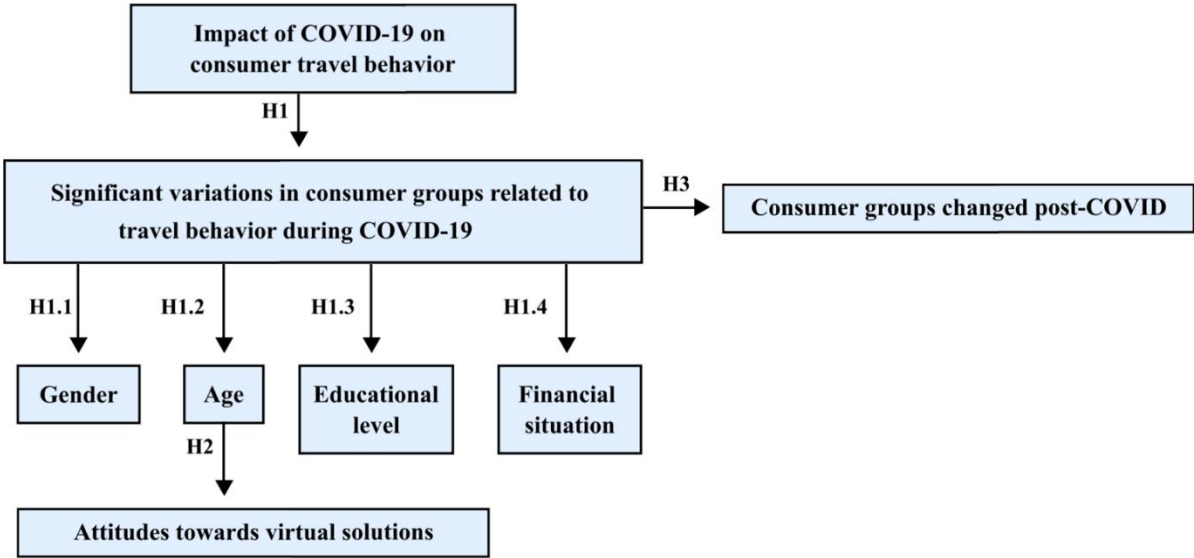 Impact of COVID-19 on
consumer travel behavior
H1
Significant variations in consumer groups related to
travel behavior during COVID-19
H3
Consumer groups changed post-COVID
H1.1
H1.2
H1.3
H1.4
Gender
Age
Educational
level
Financial
situation
H2
Attitudes towards virtual solutions